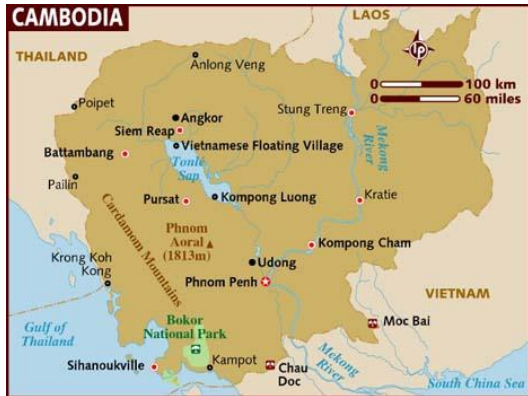 CAMBODIA
LAOS
THAILAND
Anlong Veng
lp
100 km
60 miles
0
0
Poipet
Stung Treng
Angkor
Siem Reap
Vietnamese Floating Village
Battambang
Tonlé
Sap
Mekong
River
Pailin
Pursat
Kompong Luong
Kratie
Cardamom Mountains
Phnom
Aoral
(1813m)
Kompong Cham
Krong Koh
Kong
Udong
Phnom Penh
VIETNAM
Bokor
National Park
Moc Bai
Gulf of
Thailand
Sihanoukville
Kampot
Chau
Doc
Mekong
River
South China Sea